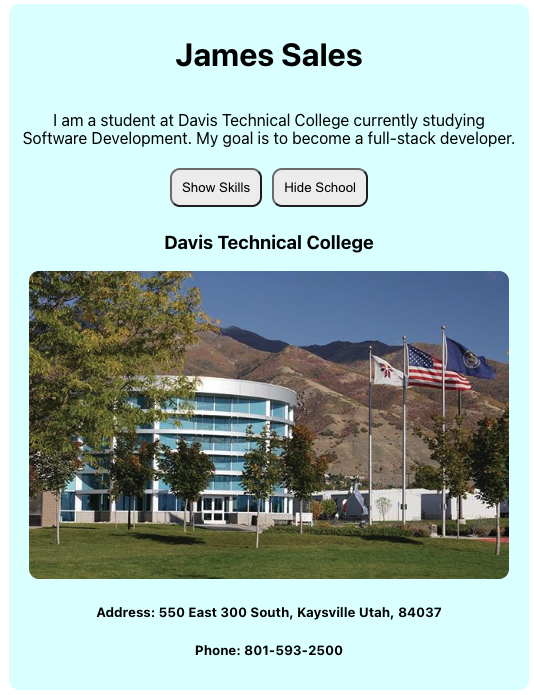 James Sales
I am a student at Davis Technical College currently studying
Software Development. My goal is to become a full-stack developer.
Show Skills
Hide School
Davis Technical College
Address: 550 East 300 South, Kaysville Utah, 84037
Phone: 801-593-2500